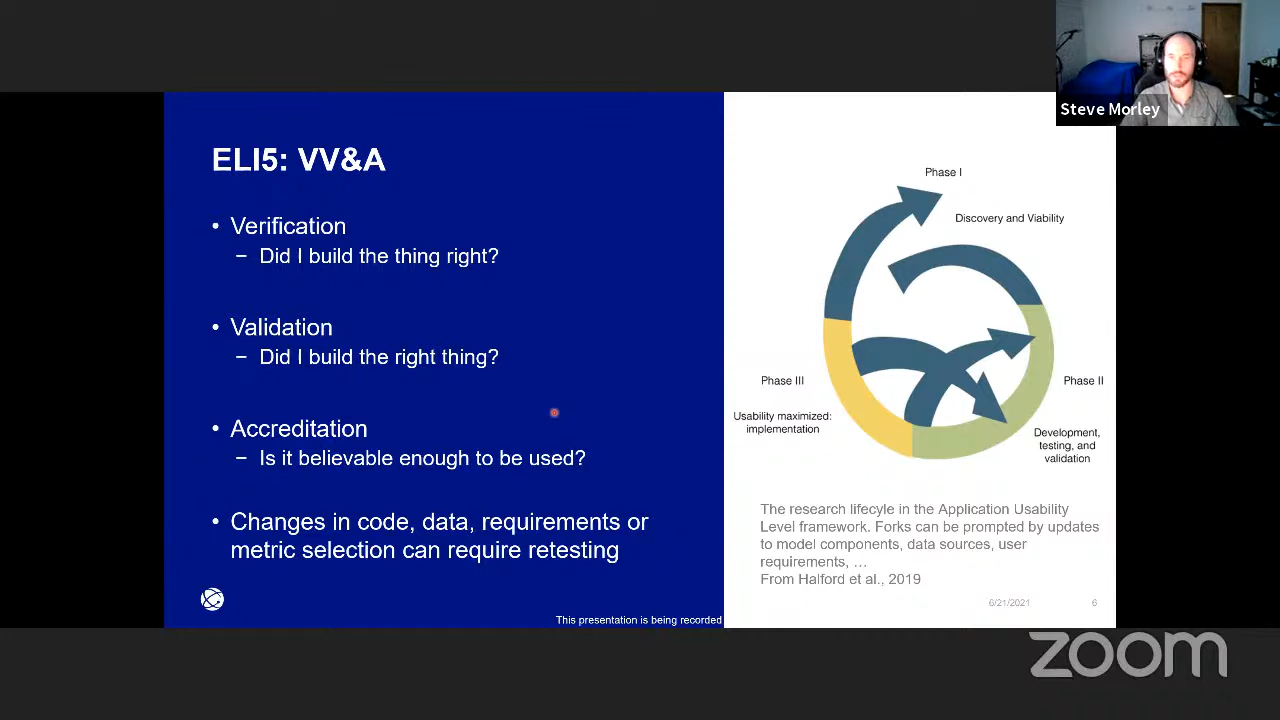 Steve Morley
ELI5: VV&A
• Verification
– Did I build the thing right?
• Validation
– Did I build the right thing?
• Accreditation
– Is it believable enough to be used?
• Changes in code, data, requirements or
metric selection can require retesting
This presentation is being recorded
Phase I
Discovery and Viability
Phase III
Usability maximized:
implementation
Phase II
Development,
testing, and
validation
The research lifecyle in the Application Usability
Level framework. Forks can be prompted by updates
to model components, data sources, user
requirements, …
From Halford et al., 2019
6/21/2021
6
zoom